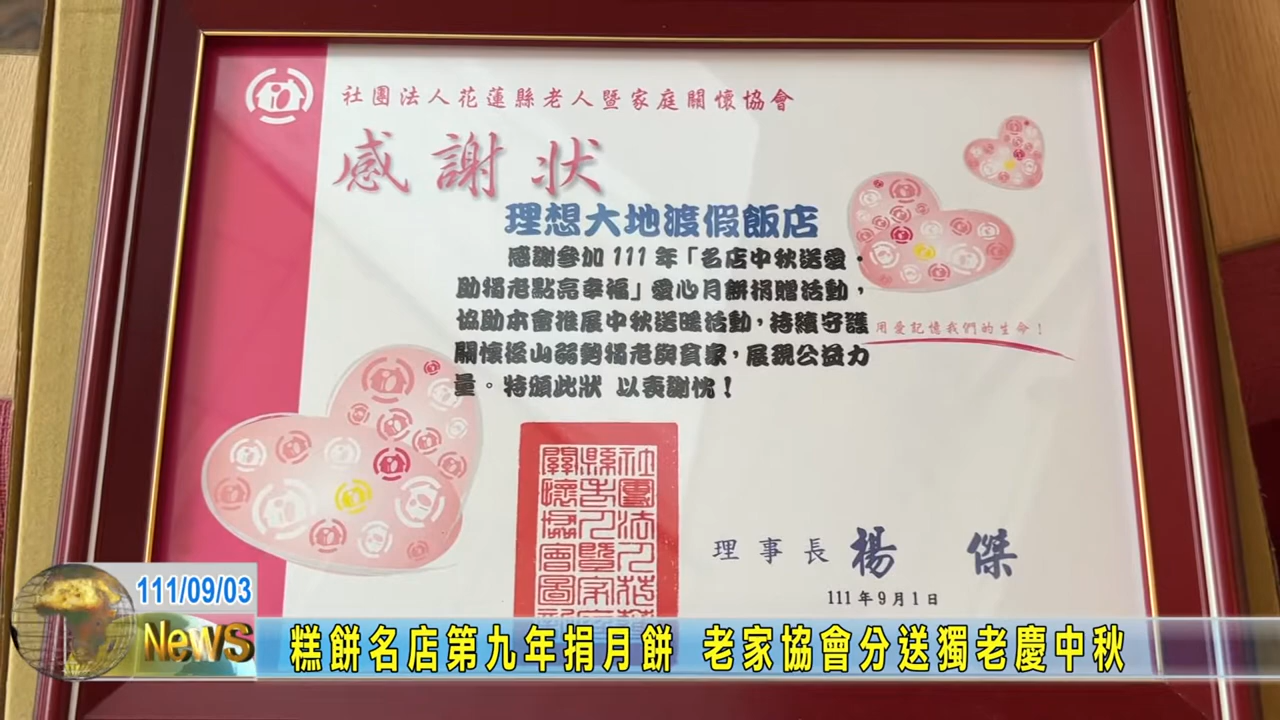 社團法人花蓮縣老人暨家庭關懷協會
感謝狀
理想大地渡假飯店
感謝參加111年「名店中秋送愛，
助獨老點亮幸福」愛心月餅捐贈活動，
協助本會推展中秋送暖活動，持續守護
關懷後山弱勢獨老與貧家，展現公益力
量。特頒此狀 以表謝忱！
用愛記憶我們的生命！
理事長 楊 傑
111年9月1日
111/09/03
News
糕餅名店第九年捐月餅 老家協會分送獨老慶中秋